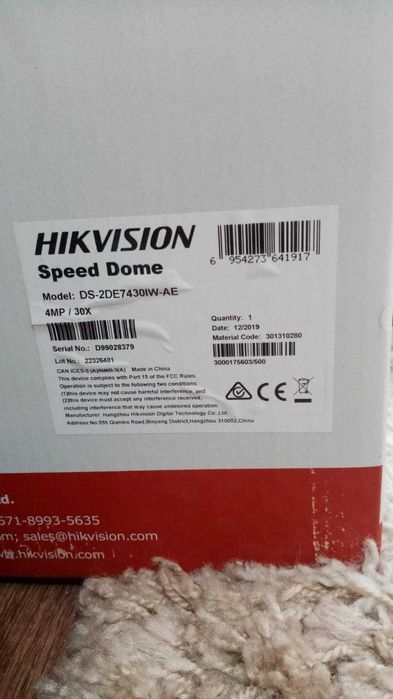 HIKVISION
Speed Dome
Model: DS-2DE7430IW-AE
4MP / 30X
6 954273 641917
Quantity: 1
Date: 12/2019
Material Code: 301310280
Serial No.: D99028379
3000175603/500
Lot No.: 22326481
CAN ICES-3 (A)/NMB-3(A) Made in China
This device complies with Part 15 of the FCC Rules.
Operation is subject to the following two conditions:
(1)this device may not cause harmful interference, and
(2)this device must accept any interference received,
including interference that may cause undesired operation.
Manufacturer: Hangzhou Hikvision Digital Technology Co., Ltd.
Address:No.555 Qianmo Road,Binjiang District,Hangzhou 310052,China
CE
td.
571-8993-5635
om; sales@hikvision.com
w.hikvision.com